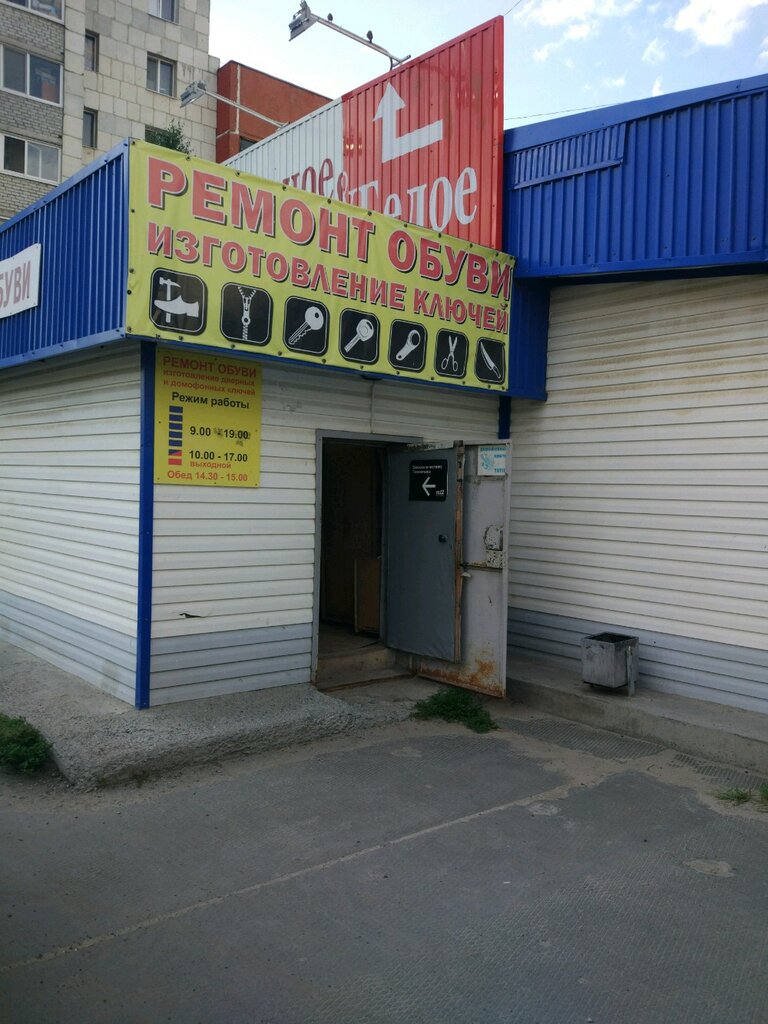 белое
РЕМОНТ ОБУВИ
ИЗГОТОВЛЕНИЕ КЛЮЧЕЙ
РЕМОНТ ОБУВИ
изготовление дверных
и домофонных ключей
Режим работы
9.00 - 19.00
10.00 - 17.00
выходной
Обед 14.30 - 15.00